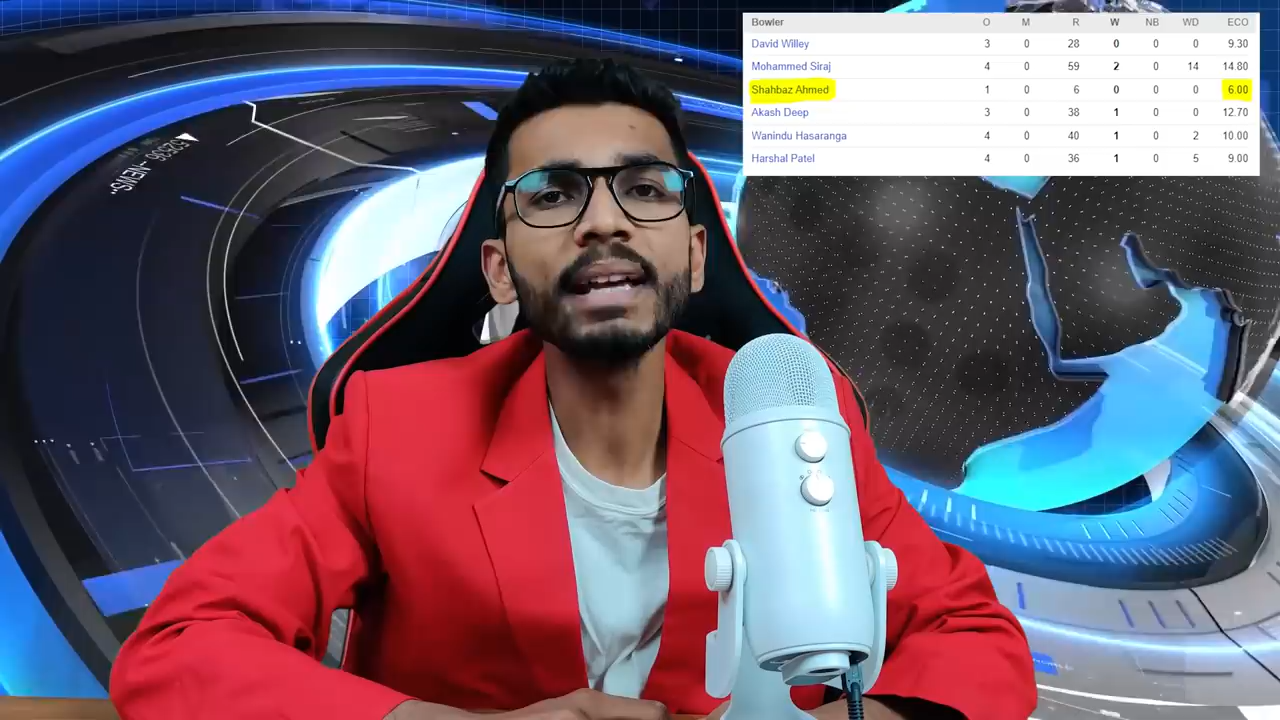 Bowler O M R W NB WD ECO
David Willey 3 0 28 0 0 0 9.30
Mohammed Siraj 4 0 59 2 0 14 14.80
Shahbaz Ahmed 1 0 6 0 0 0 6.00
Akash Deep 3 0 38 1 0 0 12.70
Wanindu Hasaranga 4 0 40 1 0 2 10.00
Harshal Patel 4 0 36 1 0 5 9.00
52536 -NEWS-